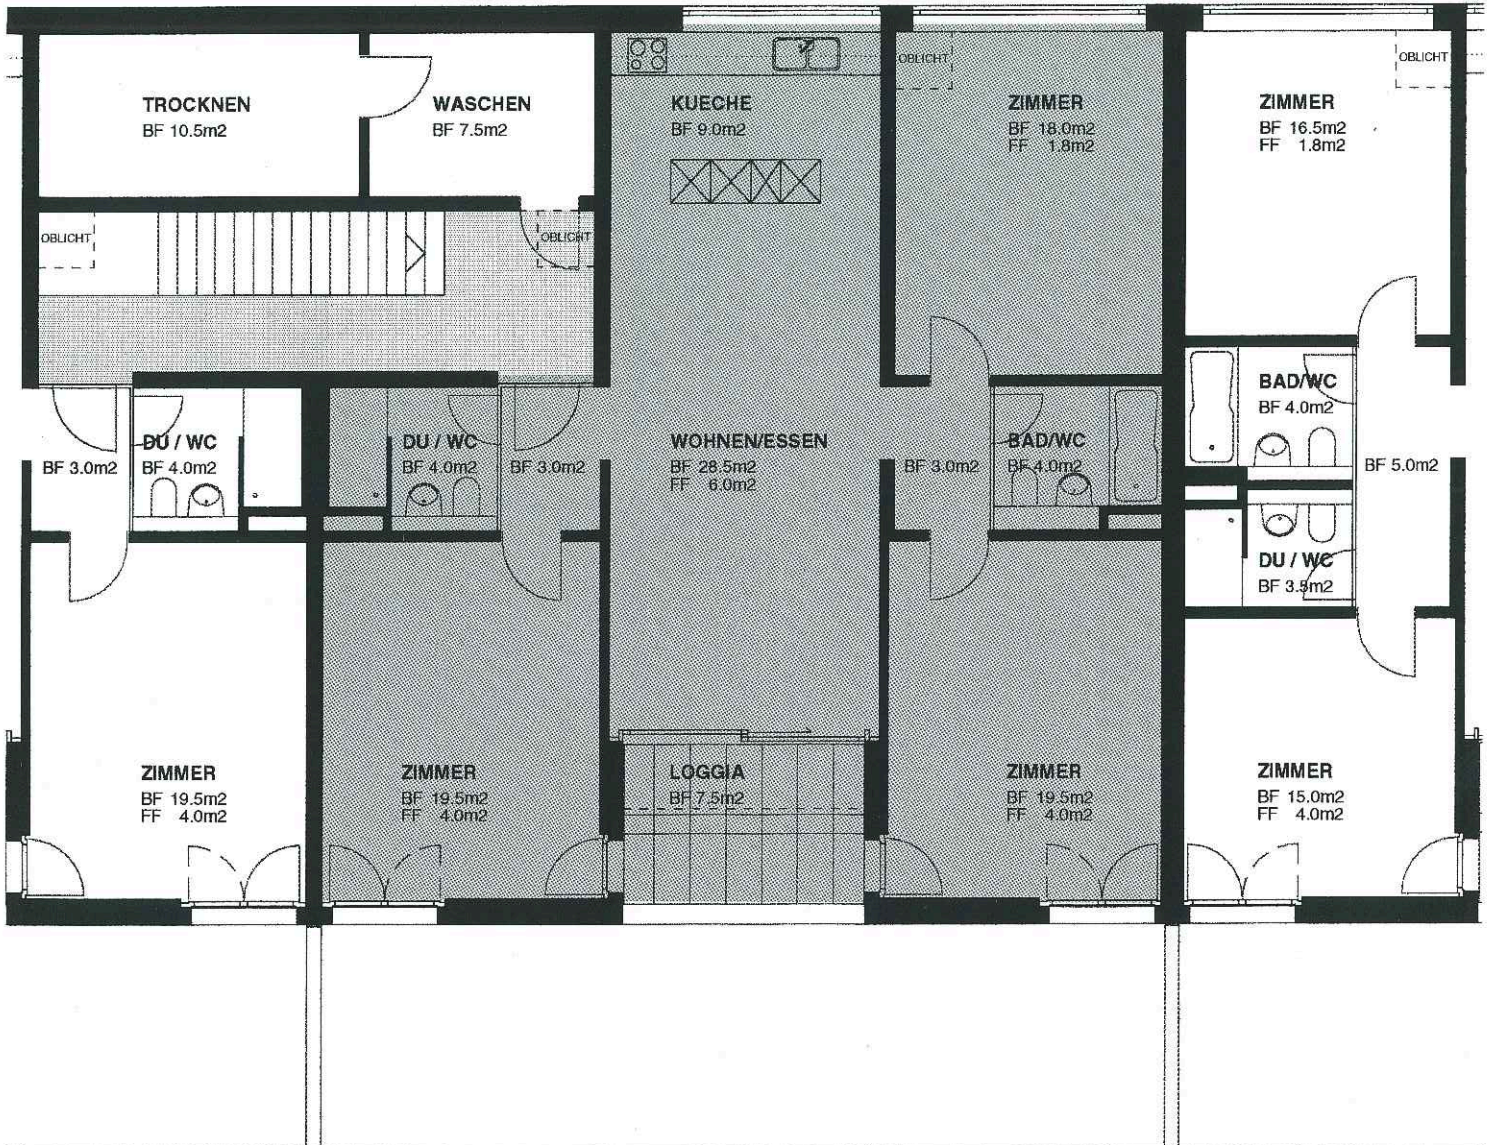 TROCKNEN
BF 10.5m2
WASCHEN
BF 7.5m2
KUECHE
BF 9.0m2
OBLICHT
ZIMMER
BF 18.0m2
FF 1.8m2
ZIMMER
BF 16.5m2
FF 1.8m2
OBLICHT
OBLICHT
OBLICHT
BF 3.0m2
DU / WC
BF 4.0m2
DU / WC
BF 4.0m2
BF 3.0m2
WOHNEN/ESSEN
BF 28.5m2
FF 6.0m2
BF 3.0m2
BAD/WC
BF 4.0m2
BAD/WC
BF 4.0m2
BF 5.0m2
DU / WC
BF 3.5m2
ZIMMER
BF 19.5m2
FF 4.0m2
ZIMMER
BF 19.5m2
FF 4.0m2
LOGGIA
BF 7.5m2
ZIMMER
BF 19.5m2
FF 4.0m2
ZIMMER
BF 15.0m2
FF 4.0m2